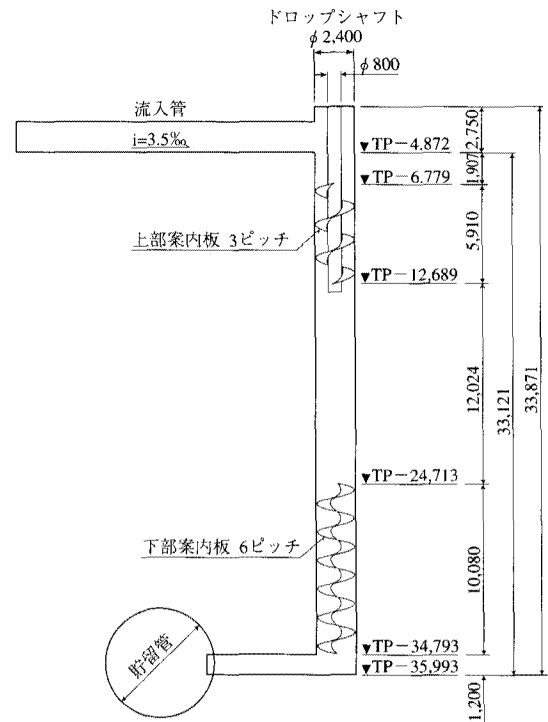 ドロップシャフト
φ2,400
φ800
流入管
i=3.5‰
▼TP-4.872
▼TP-6.779
上部案内板 3ピッチ
▼TP-12,689
▼TP-24,713
下部案内板 6ピッチ
▼TP-34,793
▼TP-35,993
貯留管
2,750
1,907
5,910
12,024
10,080
1,200
33,121
33,871